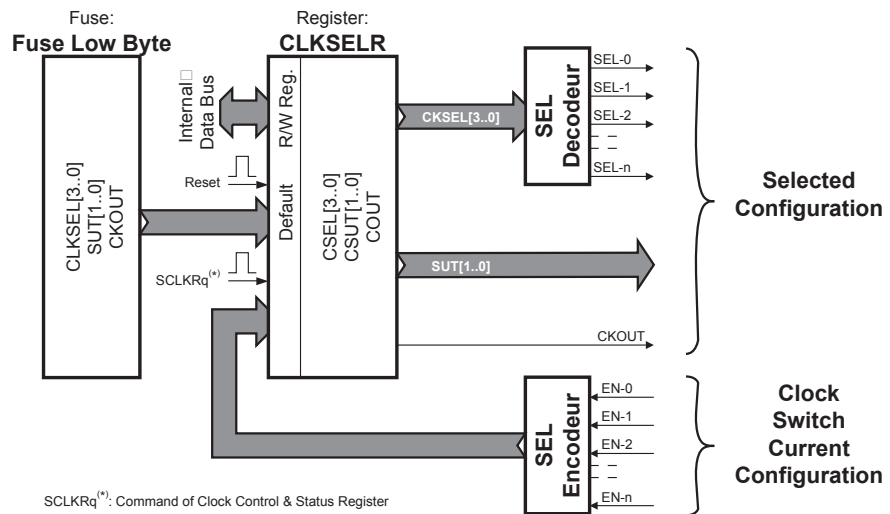 Fuse:
Fuse Low Byte
Register:
CLKSELR
CLKSEL[3..0]
SUT[1..0]
CKOUT
Internal□
Data Bus
Reset
SCLKRq(*)
R/W Reg.
Default
CSEL[3..0]
CSUT[1..0]
COUT
CKSEL[3..0]
SUT[1..0]
CKOUT
SEL
Decodeur
SEL-0
SEL-1
SEL-2
SEL-n
Selected
Configuration
SEL
Encodeur
EN-0
EN-1
EN-2
EN-n
Clock
Switch
Current
Configuration
SCLKRq(*): Command of Clock Control & Status Register